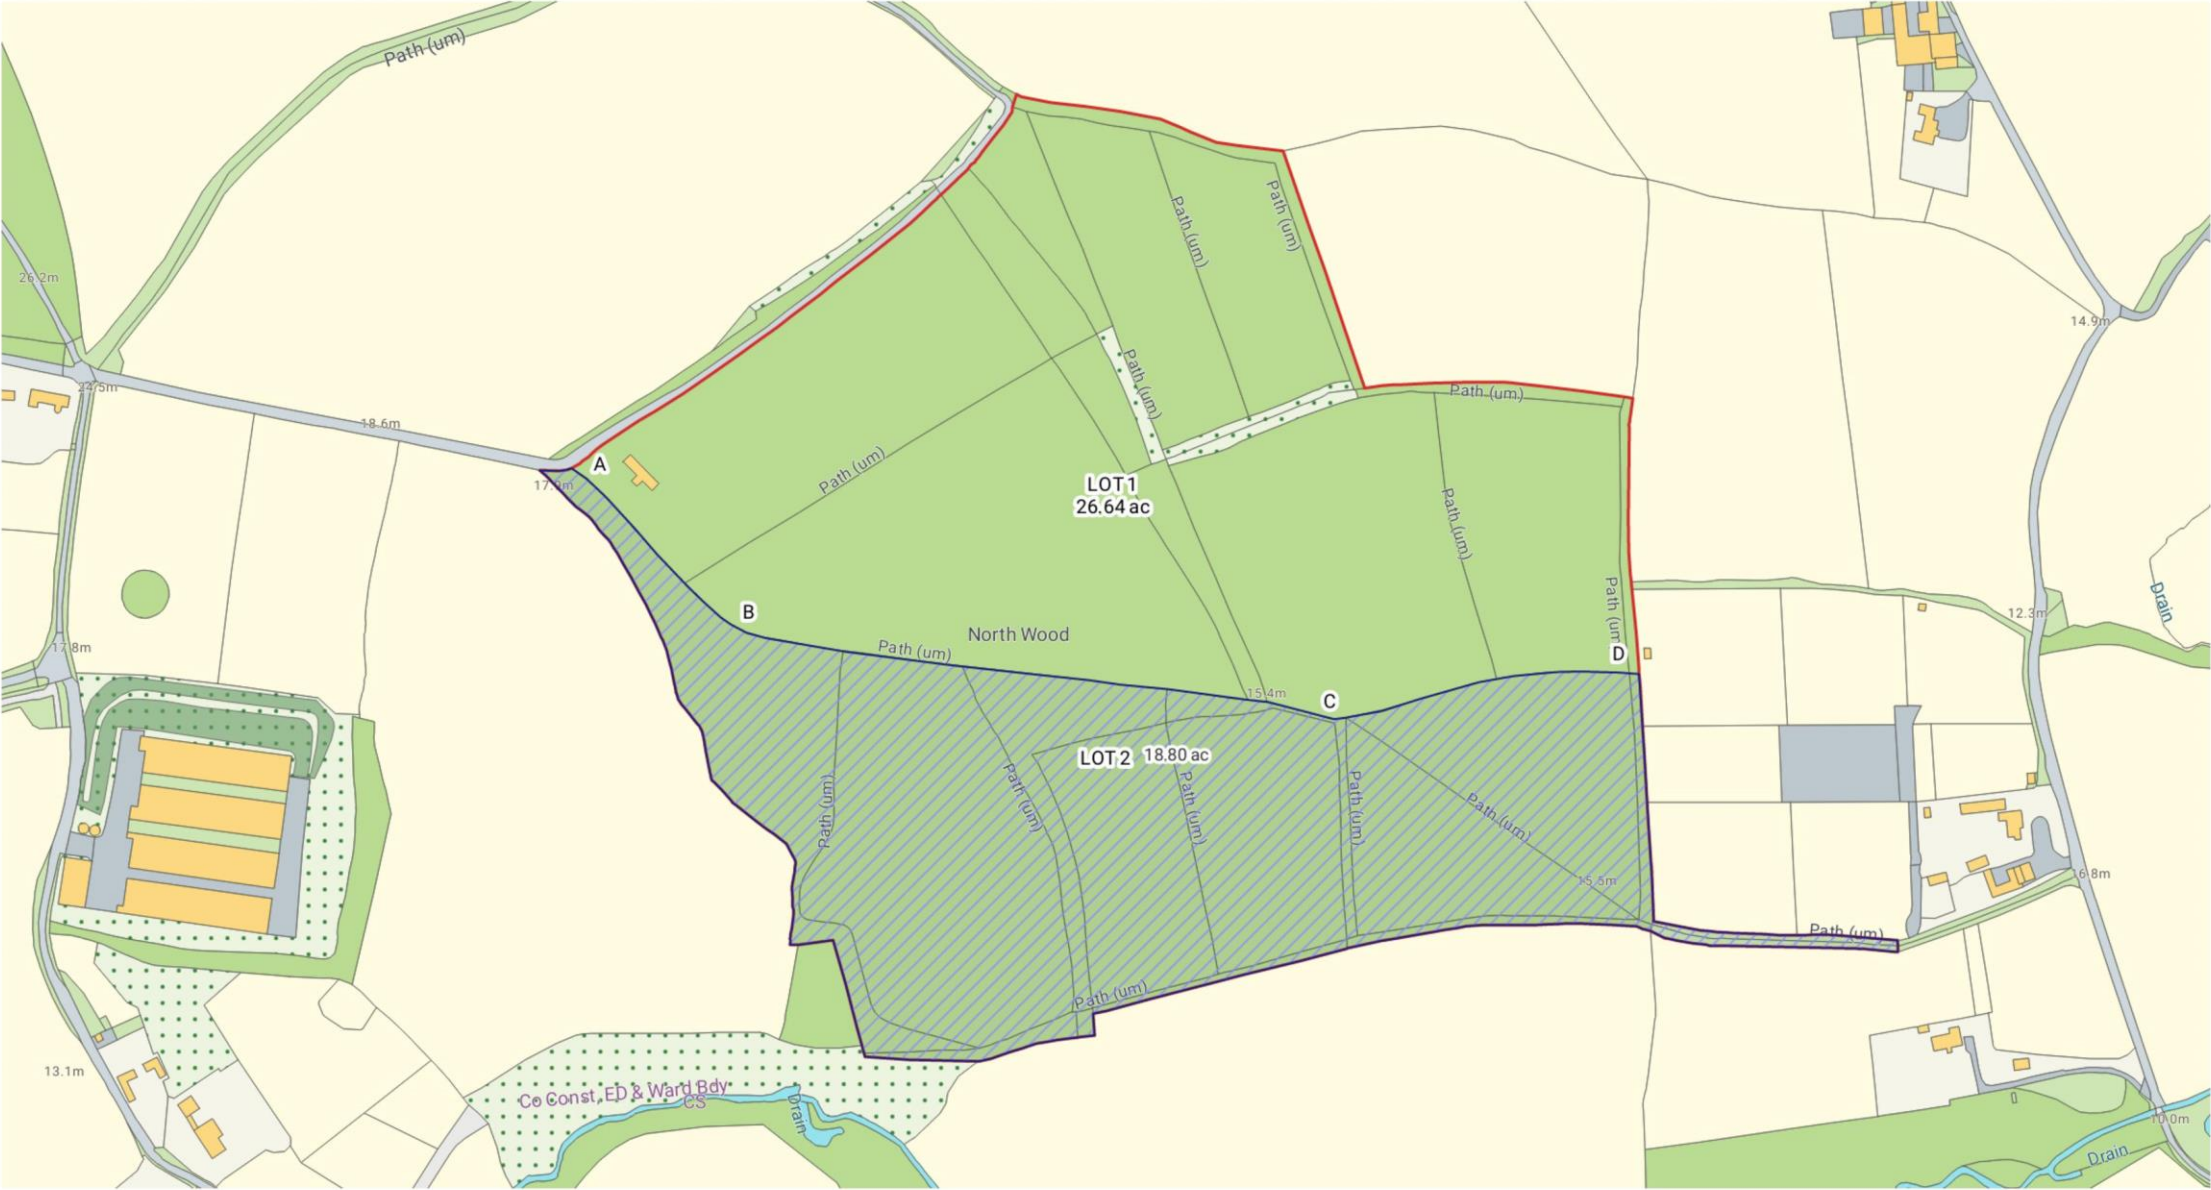 Path (um)
26.2m
Path (um)
Path (um)
14.9m
Path (um)
24.5m
Path (um)
18.6m
A
17.9m
Path (um)
LOT 1
26.64 ac
Path (um)
Path (um)
Drain
B
12.3m
North Wood
17.8m
Path (um)
D
15.4m
C
LOT 2 18.80 ac
Path (um)
Path (um)
Path (um)
Path (um)
Path (um)
15.5m
16.8m
Path (um)
Path (um)
13.1m
Co Const, ED & Ward Bdy
CS
Drain
10.0m
Drain